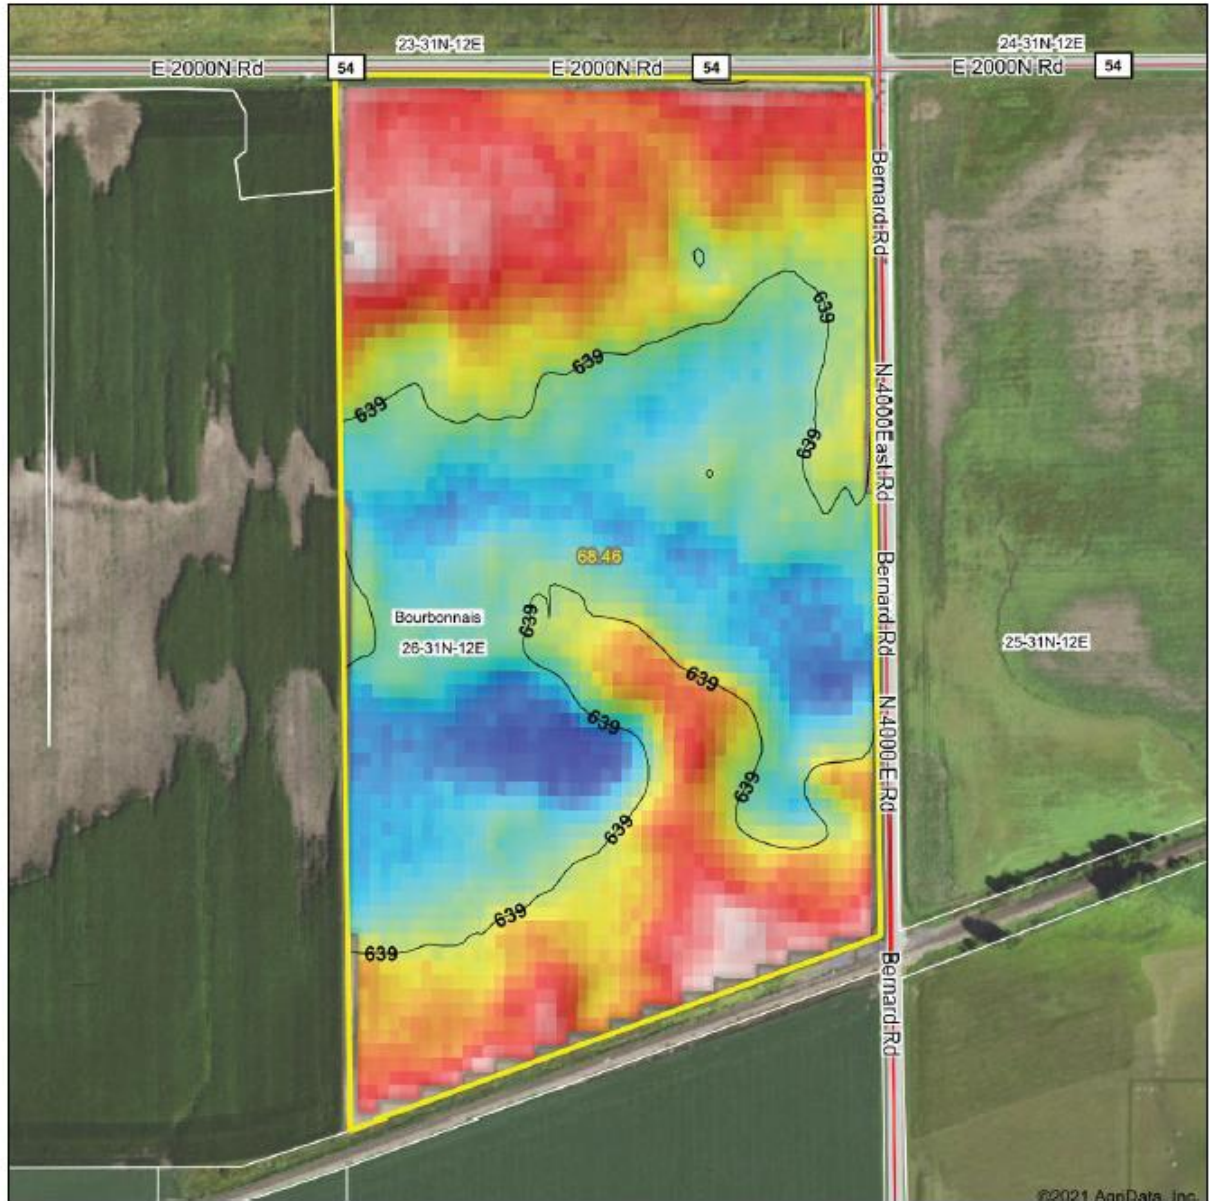 23-31N-12E
24-31N-12E
E 2000N Rd
54
E 2000N Rd
54
E 2000N Rd
54
Bernard Rd
639
639
639
N 4000East Rd
639
68.46
Bernard Rd
Bourbonnais
26-31N-12E
639
25-31N-12E
639
639
N 4000 E Rd
639
639
639
639
Bernard Rd
©2021 AgriData, Inc.